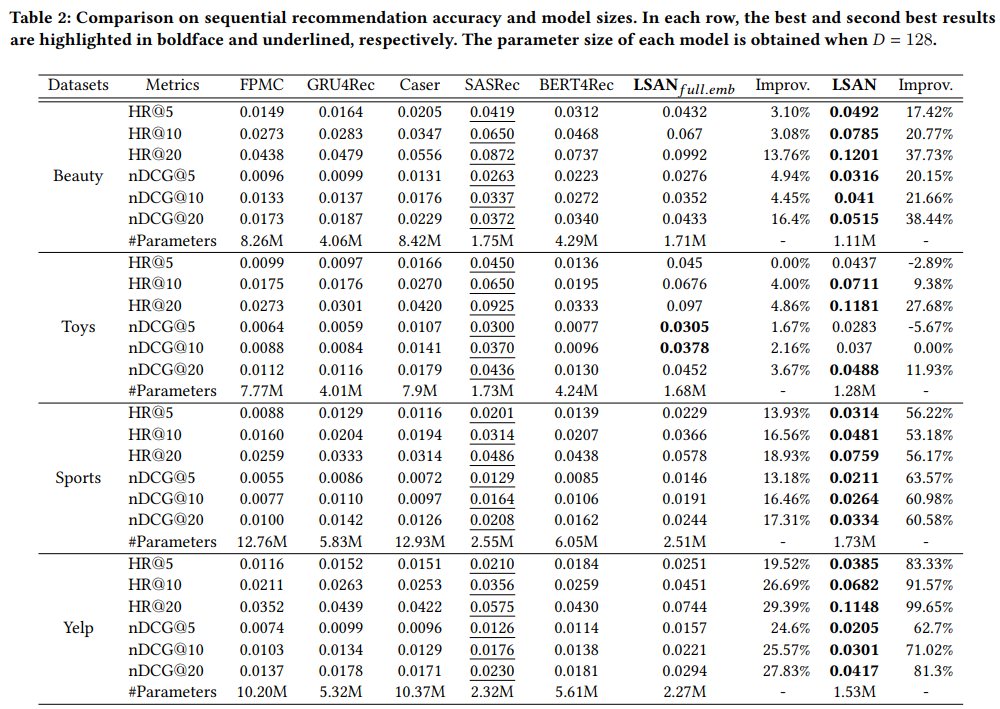 Table 2: Comparison on sequential recommendation accuracy and model sizes. In each row, the best and second best results
are highlighted in boldface and underlined, respectively. The parameter size of each model is obtained when D = 128.
Datasets Metrics FPMC GRU4Rec Caser SASRec BERT4Rec LSANfull.emb Improv. LSAN Improv.
HR@5 0.0149 0.0164 0.0205 0.0419 0.0312 0.0432 3.10% 0.0492 17.42%
HR@10 0.0273 0.0283 0.0347 0.0650 0.0468 0.067 3.08% 0.0785 20.77%
HR@20 0.0438 0.0479 0.0556 0.0872 0.0737 0.0992 13.76% 0.1201 37.73%
Beauty nDCG@5 0.0096 0.0099 0.0131 0.0263 0.0223 0.0276 4.94% 0.0316 20.15%
nDCG@10 0.0133 0.0137 0.0176 0.0337 0.0272 0.0352 4.45% 0.041 21.66%
nDCG@20 0.0173 0.0187 0.0229 0.0372 0.0340 0.0433 16.4% 0.0515 38.44%
#Parameters 8.26M 4.06M 8.42M 1.75M 4.29M 1.71M - 1.11M -
HR@5 0.0099 0.0097 0.0166 0.0450 0.0136 0.045 0.00% 0.0437 -2.89%
HR@10 0.0175 0.0176 0.0270 0.0650 0.0195 0.0676 4.00% 0.0711 9.38%
HR@20 0.0273 0.0301 0.0420 0.0925 0.0333 0.097 4.86% 0.1181 27.68%
Toys nDCG@5 0.0064 0.0059 0.0107 0.0300 0.0077 0.0305 1.67% 0.0283 -5.67%
nDCG@10 0.0088 0.0084 0.0141 0.0370 0.0096 0.0378 2.16% 0.037 0.00%
nDCG@20 0.0112 0.0116 0.0179 0.0436 0.0130 0.0452 3.67% 0.0488 11.93%
#Parameters 7.77M 4.01M 7.9M 1.73M 4.24M 1.68M - 1.28M -
HR@5 0.0088 0.0129 0.0116 0.0201 0.0139 0.0229 13.93% 0.0314 56.22%
HR@10 0.0160 0.0204 0.0194 0.0314 0.0207 0.0366 16.56% 0.0481 53.18%
HR@20 0.0259 0.0333 0.0314 0.0486 0.0438 0.0578 18.93% 0.0759 56.17%
Sports nDCG@5 0.0055 0.0086 0.0072 0.0129 0.0085 0.0146 13.18% 0.0211 63.57%
nDCG@10 0.0077 0.0110 0.0097 0.0164 0.0106 0.0191 16.46% 0.0264 60.98%
nDCG@20 0.0100 0.0142 0.0126 0.0208 0.0162 0.0244 17.31% 0.0334 60.58%
#Parameters 12.76M 5.83M 12.93M 2.55M 6.05M 2.51M - 1.73M -
HR@5 0.0116 0.0152 0.0151 0.0210 0.0184 0.0251 19.52% 0.0385 83.33%
HR@10 0.0211 0.0263 0.0253 0.0356 0.0259 0.0451 26.69% 0.0682 91.57%
HR@20 0.0352 0.0439 0.0422 0.0575 0.0430 0.0744 29.39% 0.1148 99.65%
Yelp nDCG@5 0.0074 0.0099 0.0096 0.0126 0.0114 0.0157 24.6% 0.0205 62.7%
nDCG@10 0.0103 0.0134 0.0129 0.0176 0.0138 0.0221 25.57% 0.0301 71.02%
nDCG@20 0.0137 0.0178 0.0171 0.0230 0.0181 0.0294 27.83% 0.0417 81.3%
#Parameters 10.20M 5.32M 10.37M 2.32M 5.61M 2.27M - 1.53M -